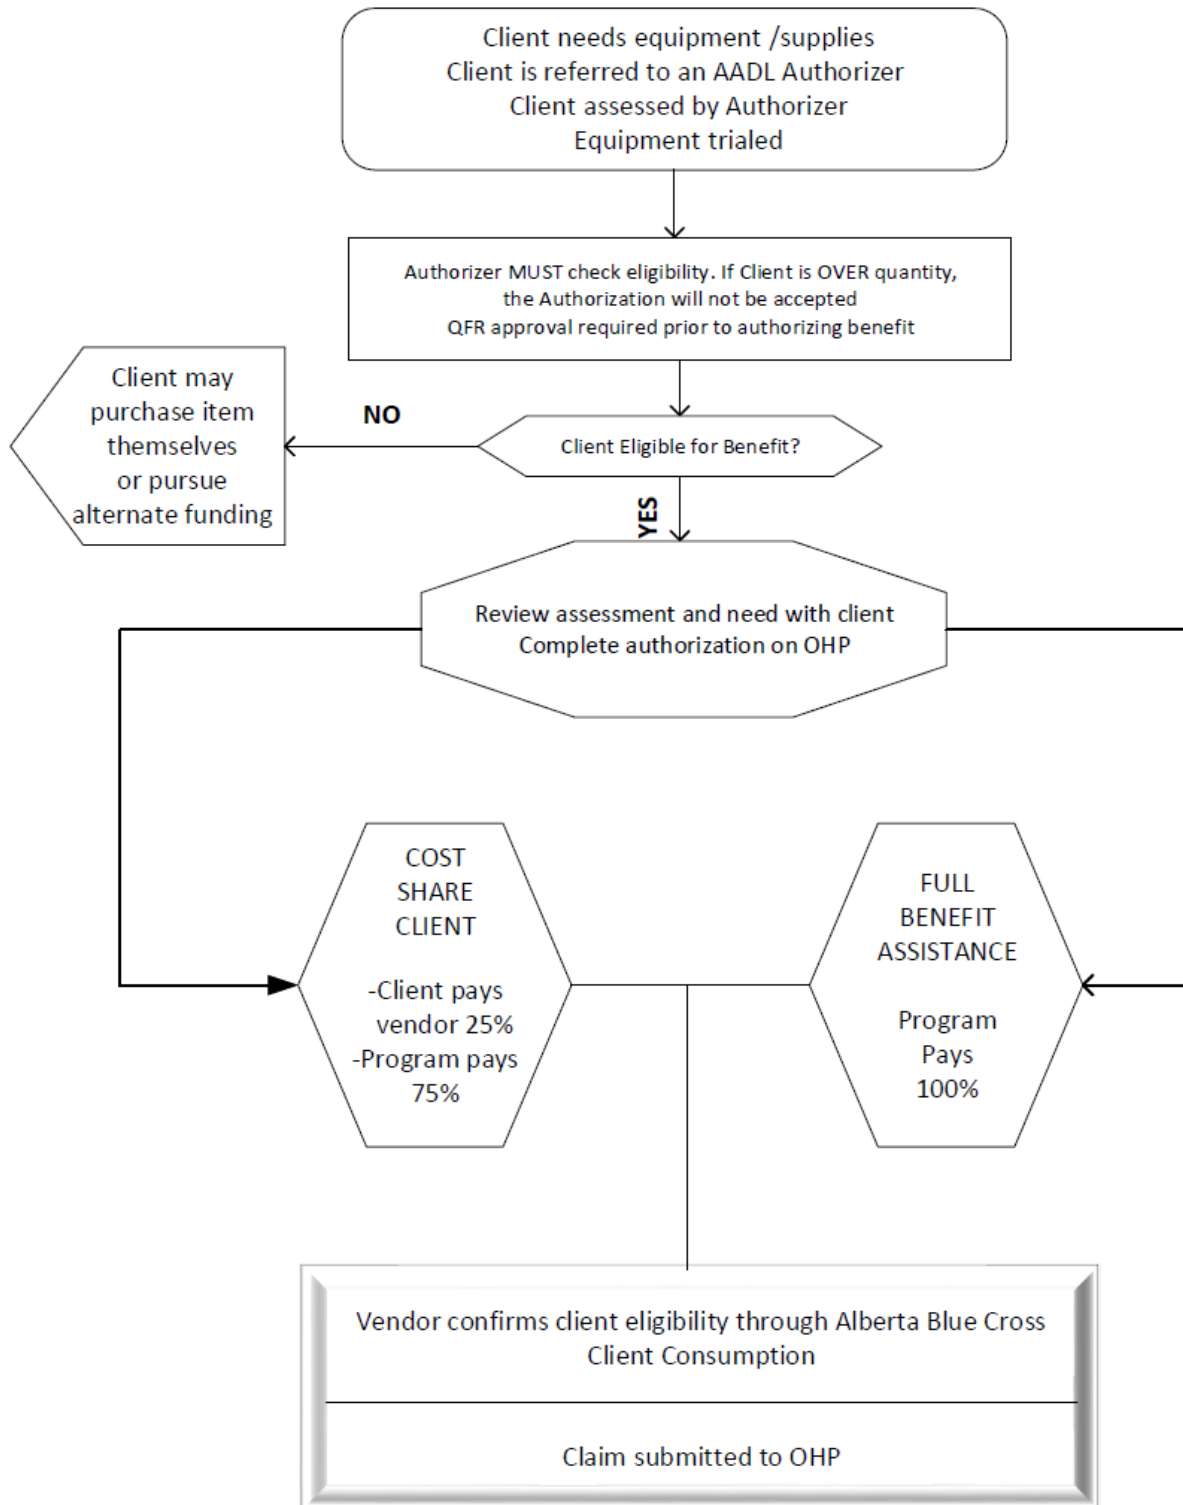 Client needs equipment /supplies
Client is referred to an AADL Authorizer
Client assessed by Authorizer
Equipment trialed
Authorizer MUST check eligibility. If Client is OVER quantity,
the Authorization will not be accepted
QFR approval required prior to authorizing benefit
Client may
purchase item
themselves
or pursue
alternate funding
NO
Client Eligible for Benefit?
YES
Review assessment and need with client
Complete authorization on OHP
COST
SHARE
CLIENT
-Client pays
vendor 25%
-Program pays
75%
FULL
BENEFIT
ASSISTANCE
Program
Pays
100%
Vendor confirms client eligibility through Alberta Blue Cross
Client Consumption
Claim submitted to OHP